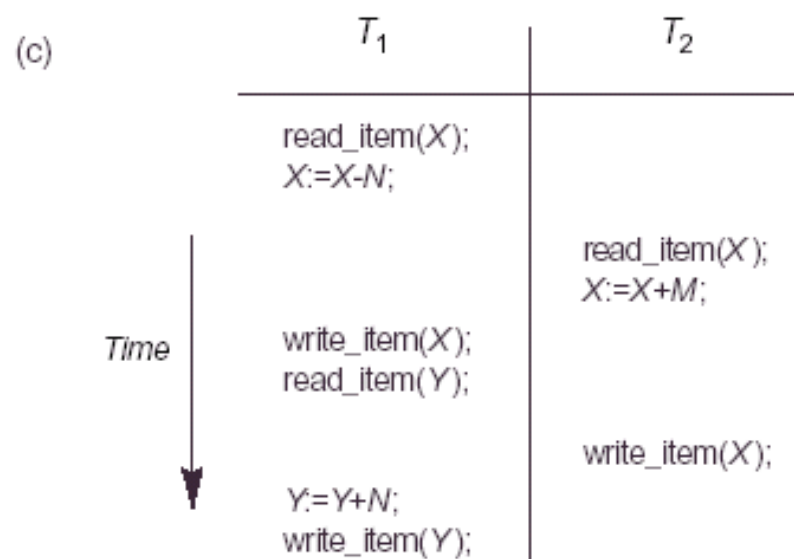 (c)
T1 T2
read_item(X);
X:=X-N;
read_item(X);
X:=X+M;
Time
write_item(X);
read_item(Y);
write_item(X);
Y:=Y+N;
write_item(Y);